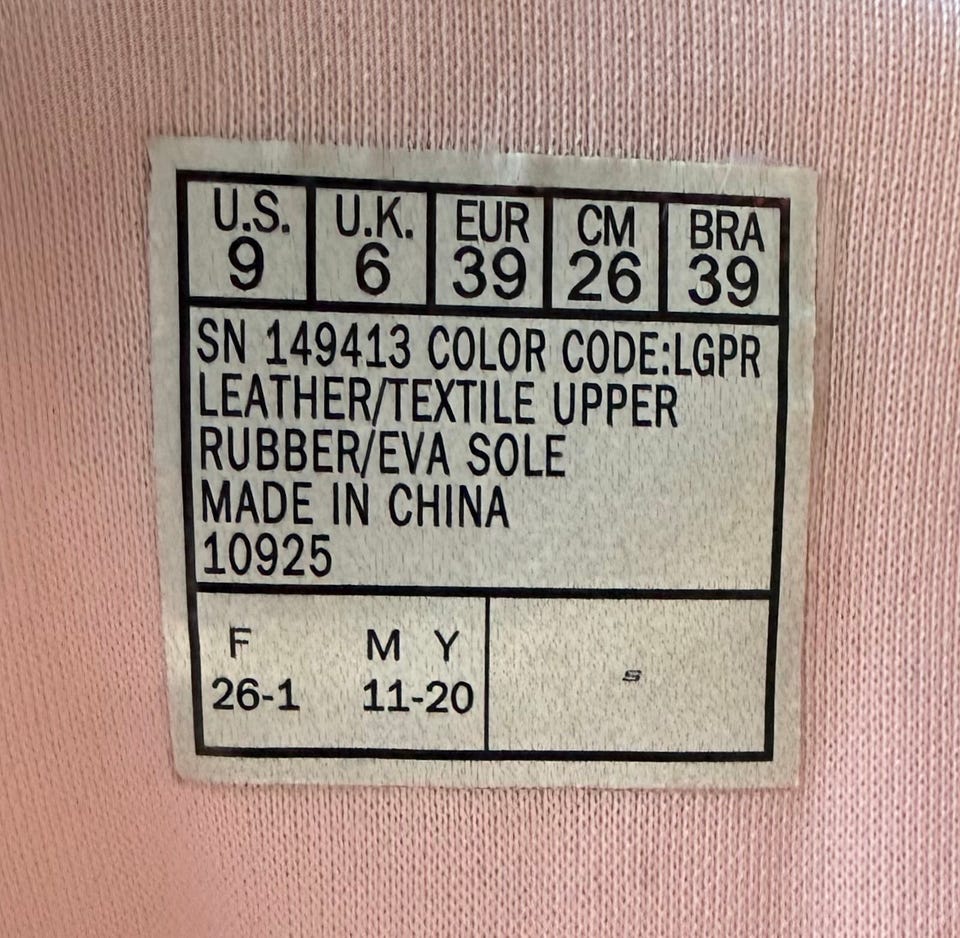 U.S. U.K. EUR CM BRA
9 6 39 26 39
SN 149413 COLOR CODE:LGPR
LEATHER/TEXTILE UPPER
RUBBER/EVA SOLE
MADE IN CHINA
10925
F M Y
26-1 11-20
S